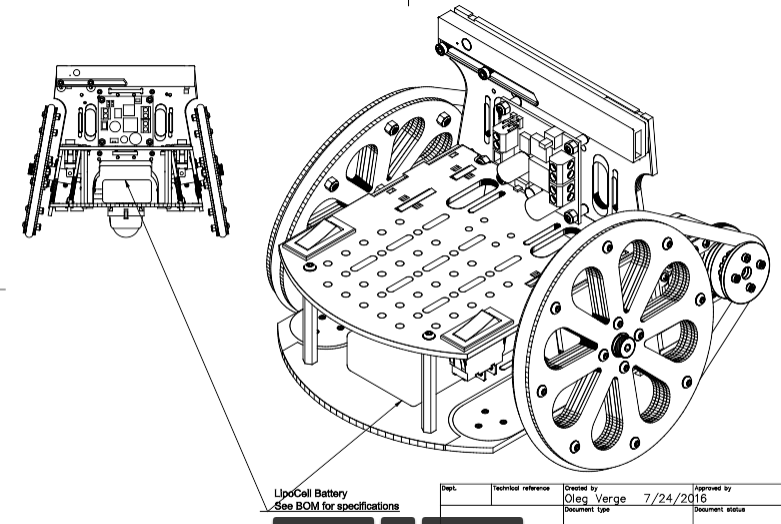 LipoCell Battery
See BOM for specifications
Dept.
Technical reference
Created by
Approved by
Oleg Verge 7/24/2016
Document type
Document status